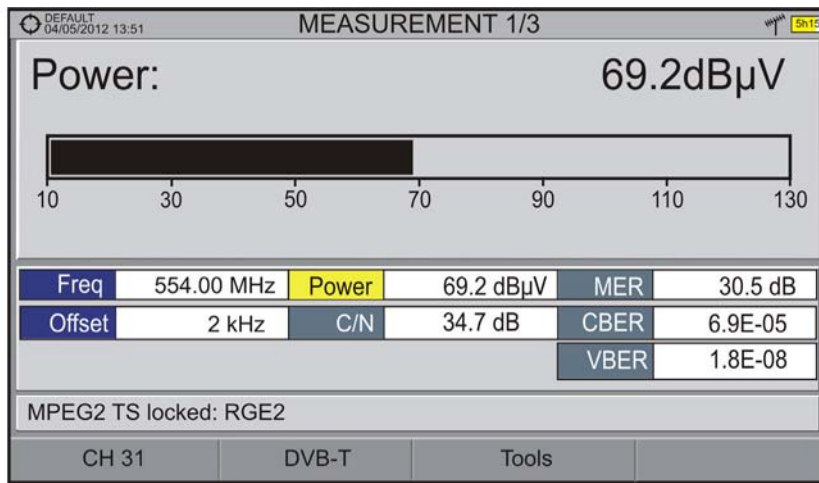 DEFAULT
04/05/2012 13:51
MEASUREMENT 1/3
5h15
Power: 69.2dBµV
10 30 50 70 90 110 130
Freq 554.00 MHz Power 69.2 dBµV MER 30.5 dB
Offset 2 kHz C/N 34.7 dB CBER 6.9E-05
VBER 1.8E-08
MPEG2 TS locked: RGE2
CH 31 DVB-T Tools